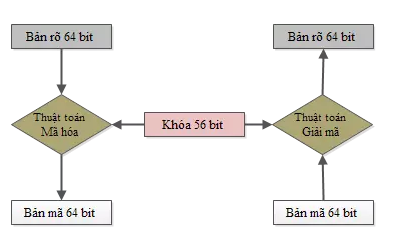 Bản rõ 64 bit
Bản rõ 64 bit
Thuật toán
Mã hóa
Khóa 56 bit
Thuật toán
Giải mã
Bản mã 64 bit
Bản mã 64 bit